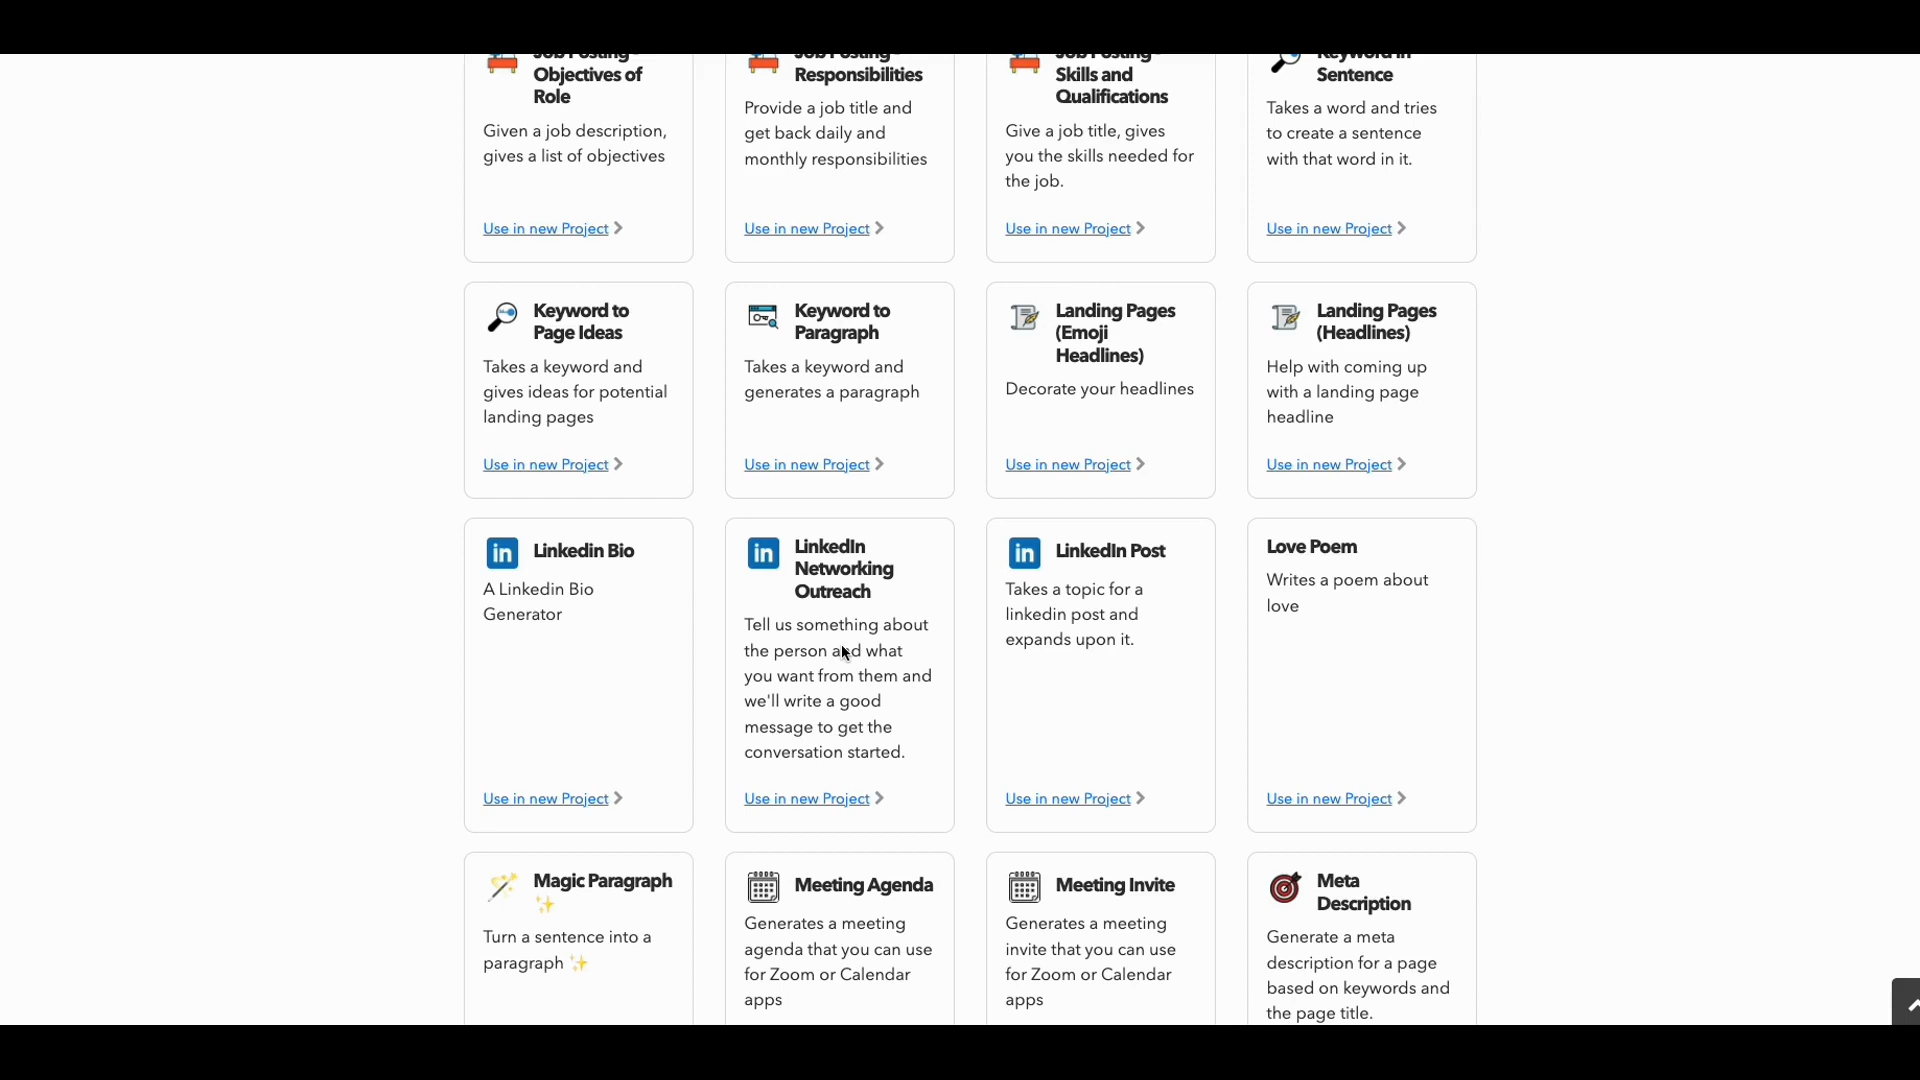 Job Posting -
Objectives of
Role
Given a job description,
gives a list of objectives
Use in new Project
Job Posting -
Responsibilities
Provide a job title and
get back daily and
monthly responsibilities
Use in new Project
Job Posting -
Skills and
Qualifications
Give a job title, gives
you the skills needed for
the job.
Use in new Project
Keyword in
Sentence
Takes a word and tries
to create a sentence
with that word in it.
Use in new Project
Keyword to
Page Ideas
Takes a keyword and
gives ideas for potential
landing pages
Use in new Project
Keyword to
Paragraph
Takes a keyword and
generates a paragraph
Use in new Project
Landing Pages
(Emoji
Headlines)
Decorate your headlines
Use in new Project
Landing Pages
(Headlines)
Help with coming up
with a landing page
headline
Use in new Project
in
Linkedin Bio
A Linkedin Bio
Generator
Use in new Project
in
LinkedIn
Networking
Outreach
Tell us something about
the person and what
you want from them and
we'll write a good
message to get the
conversation started.
Use in new Project
in
LinkedIn Post
Takes a topic for a
linkedin post and
expands upon it.
Use in new Project
Love Poem
Writes a poem about
love
Use in new Project
Magic Paragraph
✨
Turn a sentence into a
paragraph ✨
Meeting Agenda
Generates a meeting
agenda that you can use
for Zoom or Calendar
apps
Meeting Invite
Generates a meeting
invite that you can use
for Zoom or Calendar
apps
Meta
Description
Generate a meta
description for a page
based on keywords and
the page title.